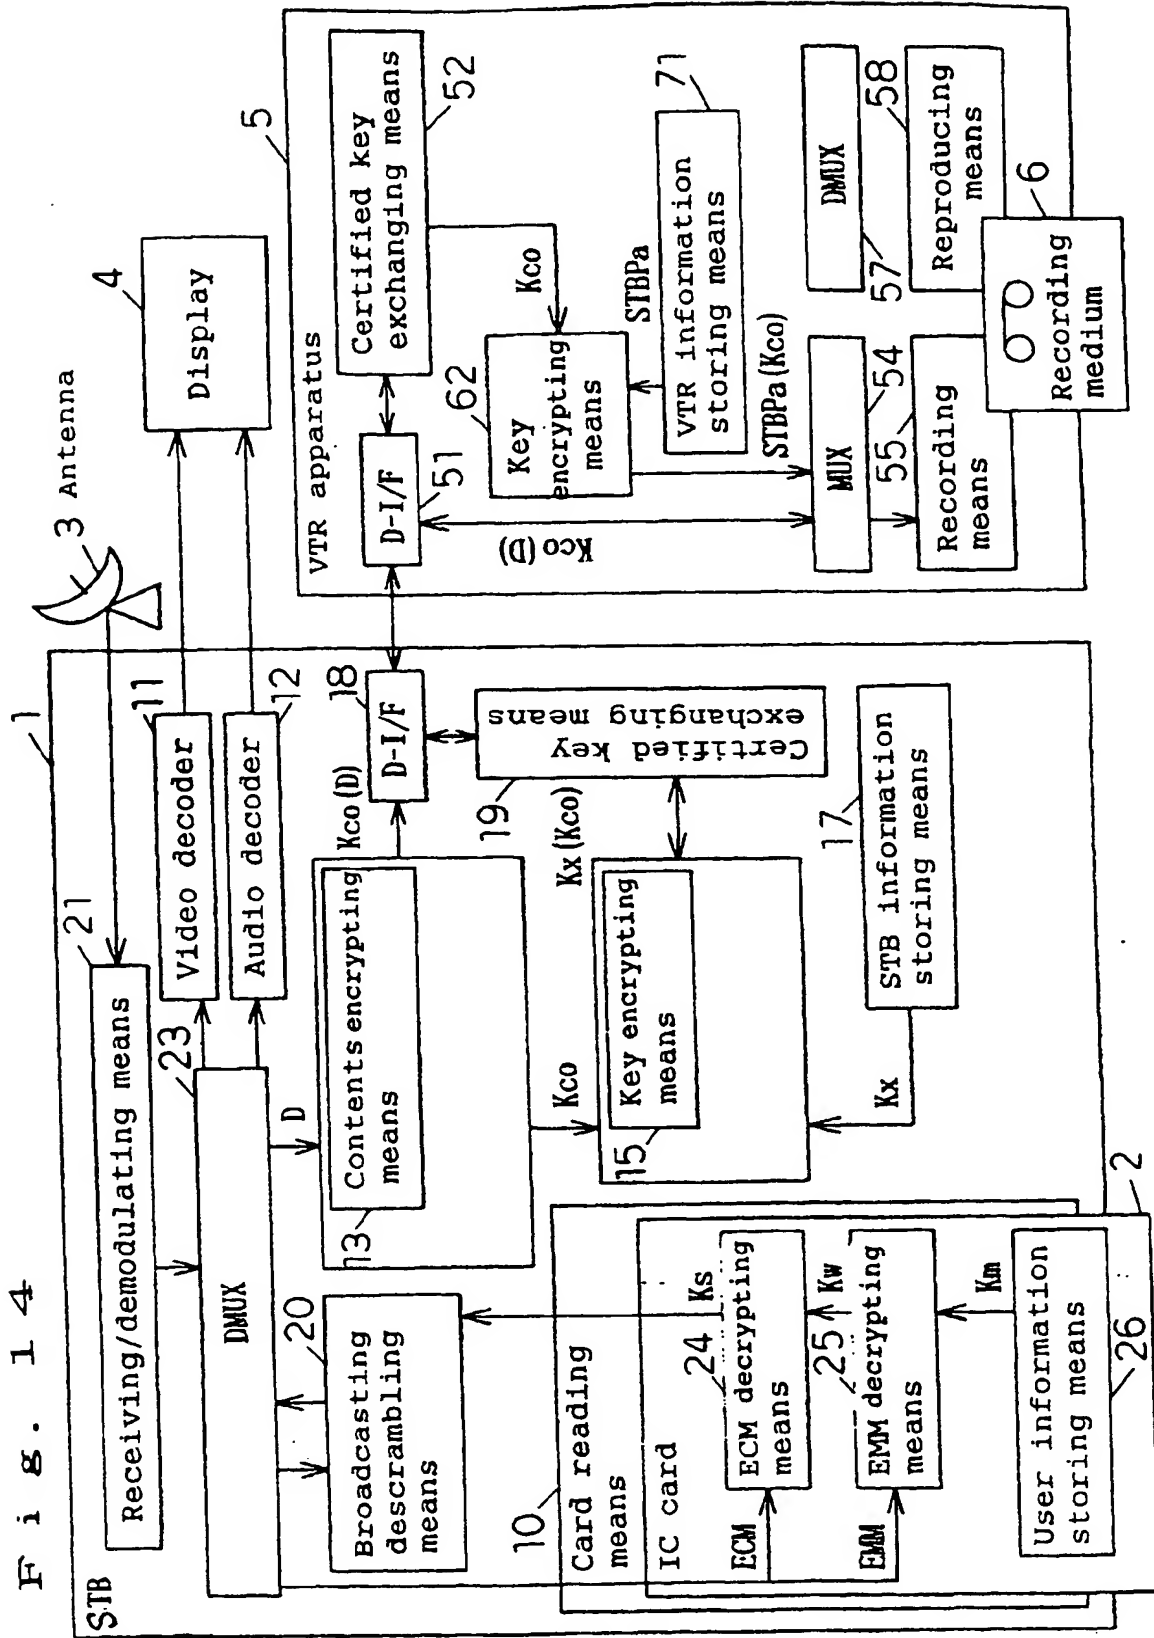 Fig. 14
1
STB
21
Receiving/demodulating means
3 Antenna
4
Display
23
DMUX
11
Video decoder
12
Audio decoder
D
13
Contents encrypting
means
Kco(D)
18
D-I/F
20
Broadcasting
descrambling
means
Kco
15
Key encrypting
means
Kx(Kco)
19
Certified key
exchanging means
Kx
17
STB information
storing means
10
Card reading
means
IC card
2
Ks
24
ECM decrypting
means
ECM
Kw
25
EMM decrypting
means
EMM
Km
User information
storing means
26
5
VTR apparatus
51
D-I/F
Certified key
exchanging means
52
Kco
62
Key
encrypting
means
STBPa
71
VTR information
storing means
Kco(D)
STBPa(Kco)
MUX
54
55
Recording
means
DMUX
57
58
Reproducing
means
6
Recording
medium